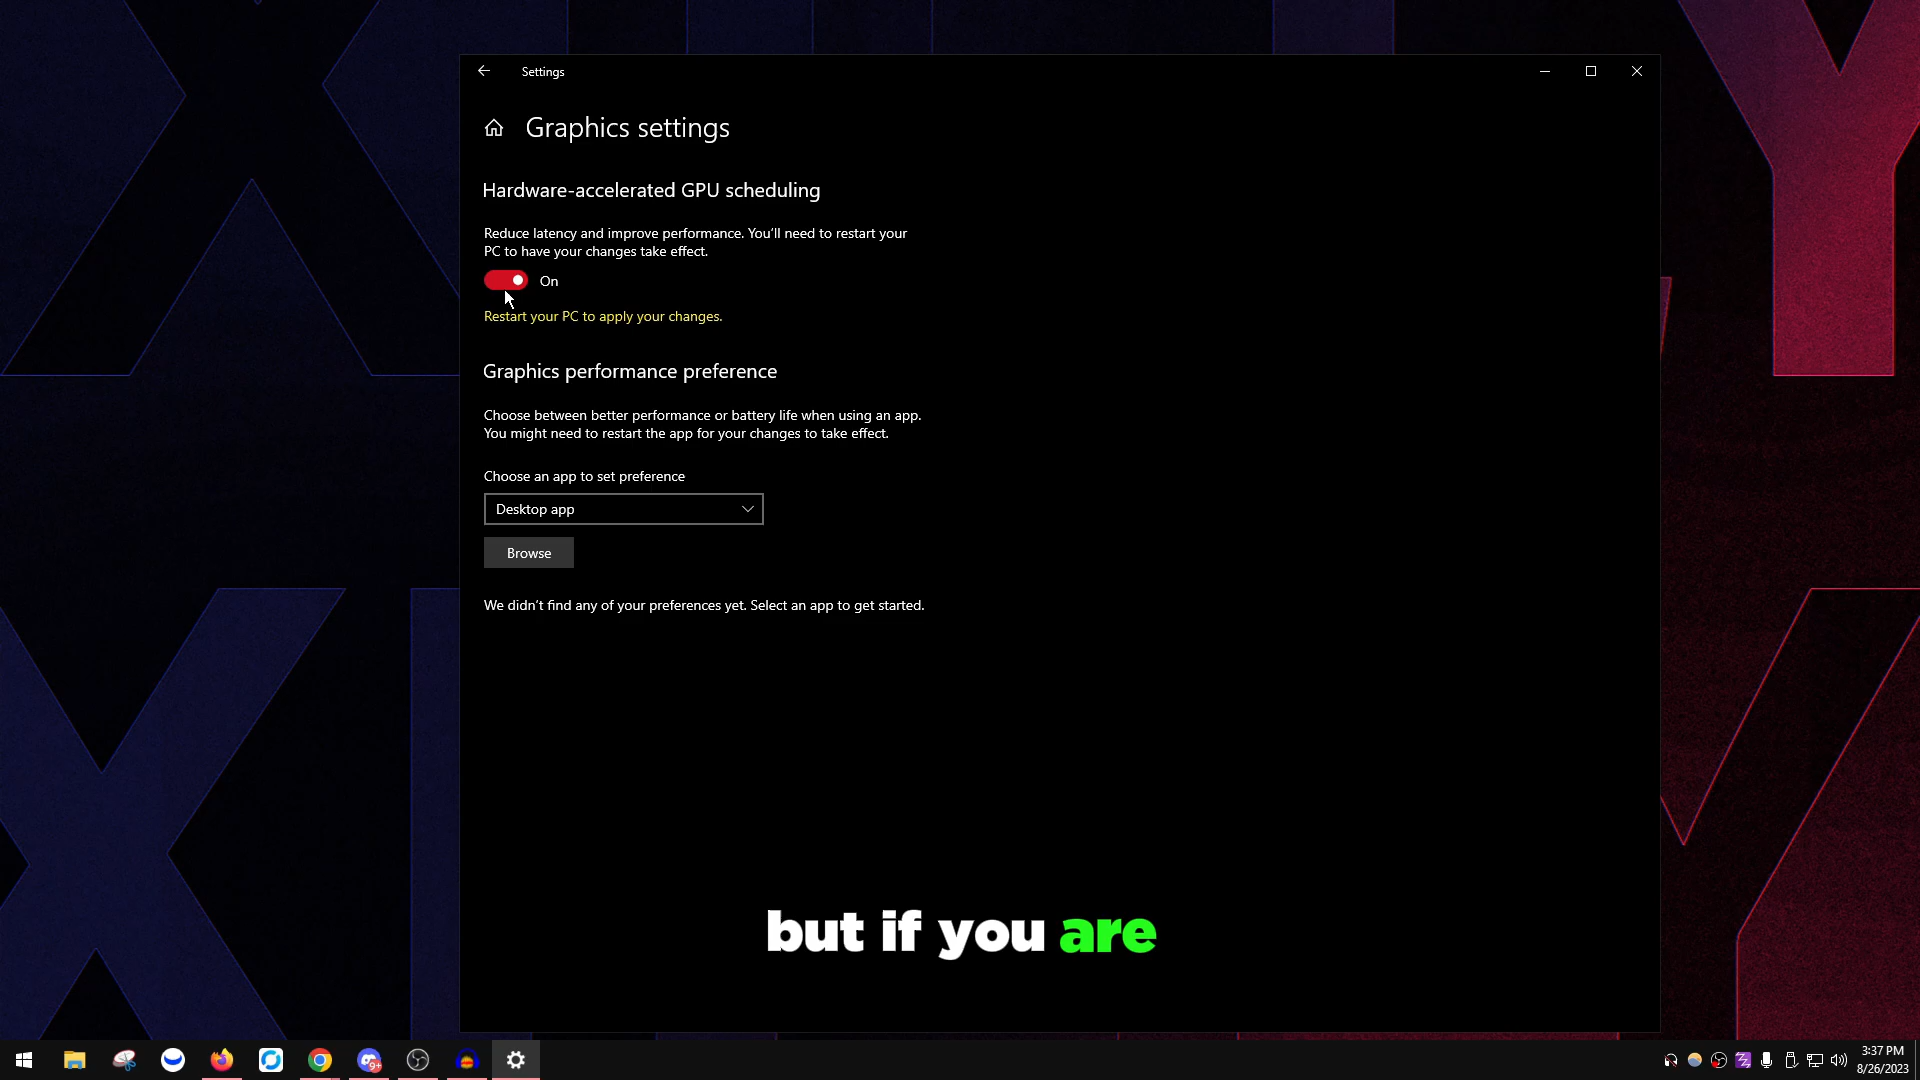 Settings
Graphics settings
Hardware-accelerated GPU scheduling
Reduce latency and improve performance. You'll need to restart your
PC to have your changes take effect.
On
Restart your PC to apply your changes.
Graphics performance preference
Choose between better performance or battery life when using an app.
You might need to restart the app for your changes to take effect.
Choose an app to set preference
Desktop app
Browse
We didn't find any of your preferences yet. Select an app to get started.
but if you are
9+
3:37 PM
8/26/2023